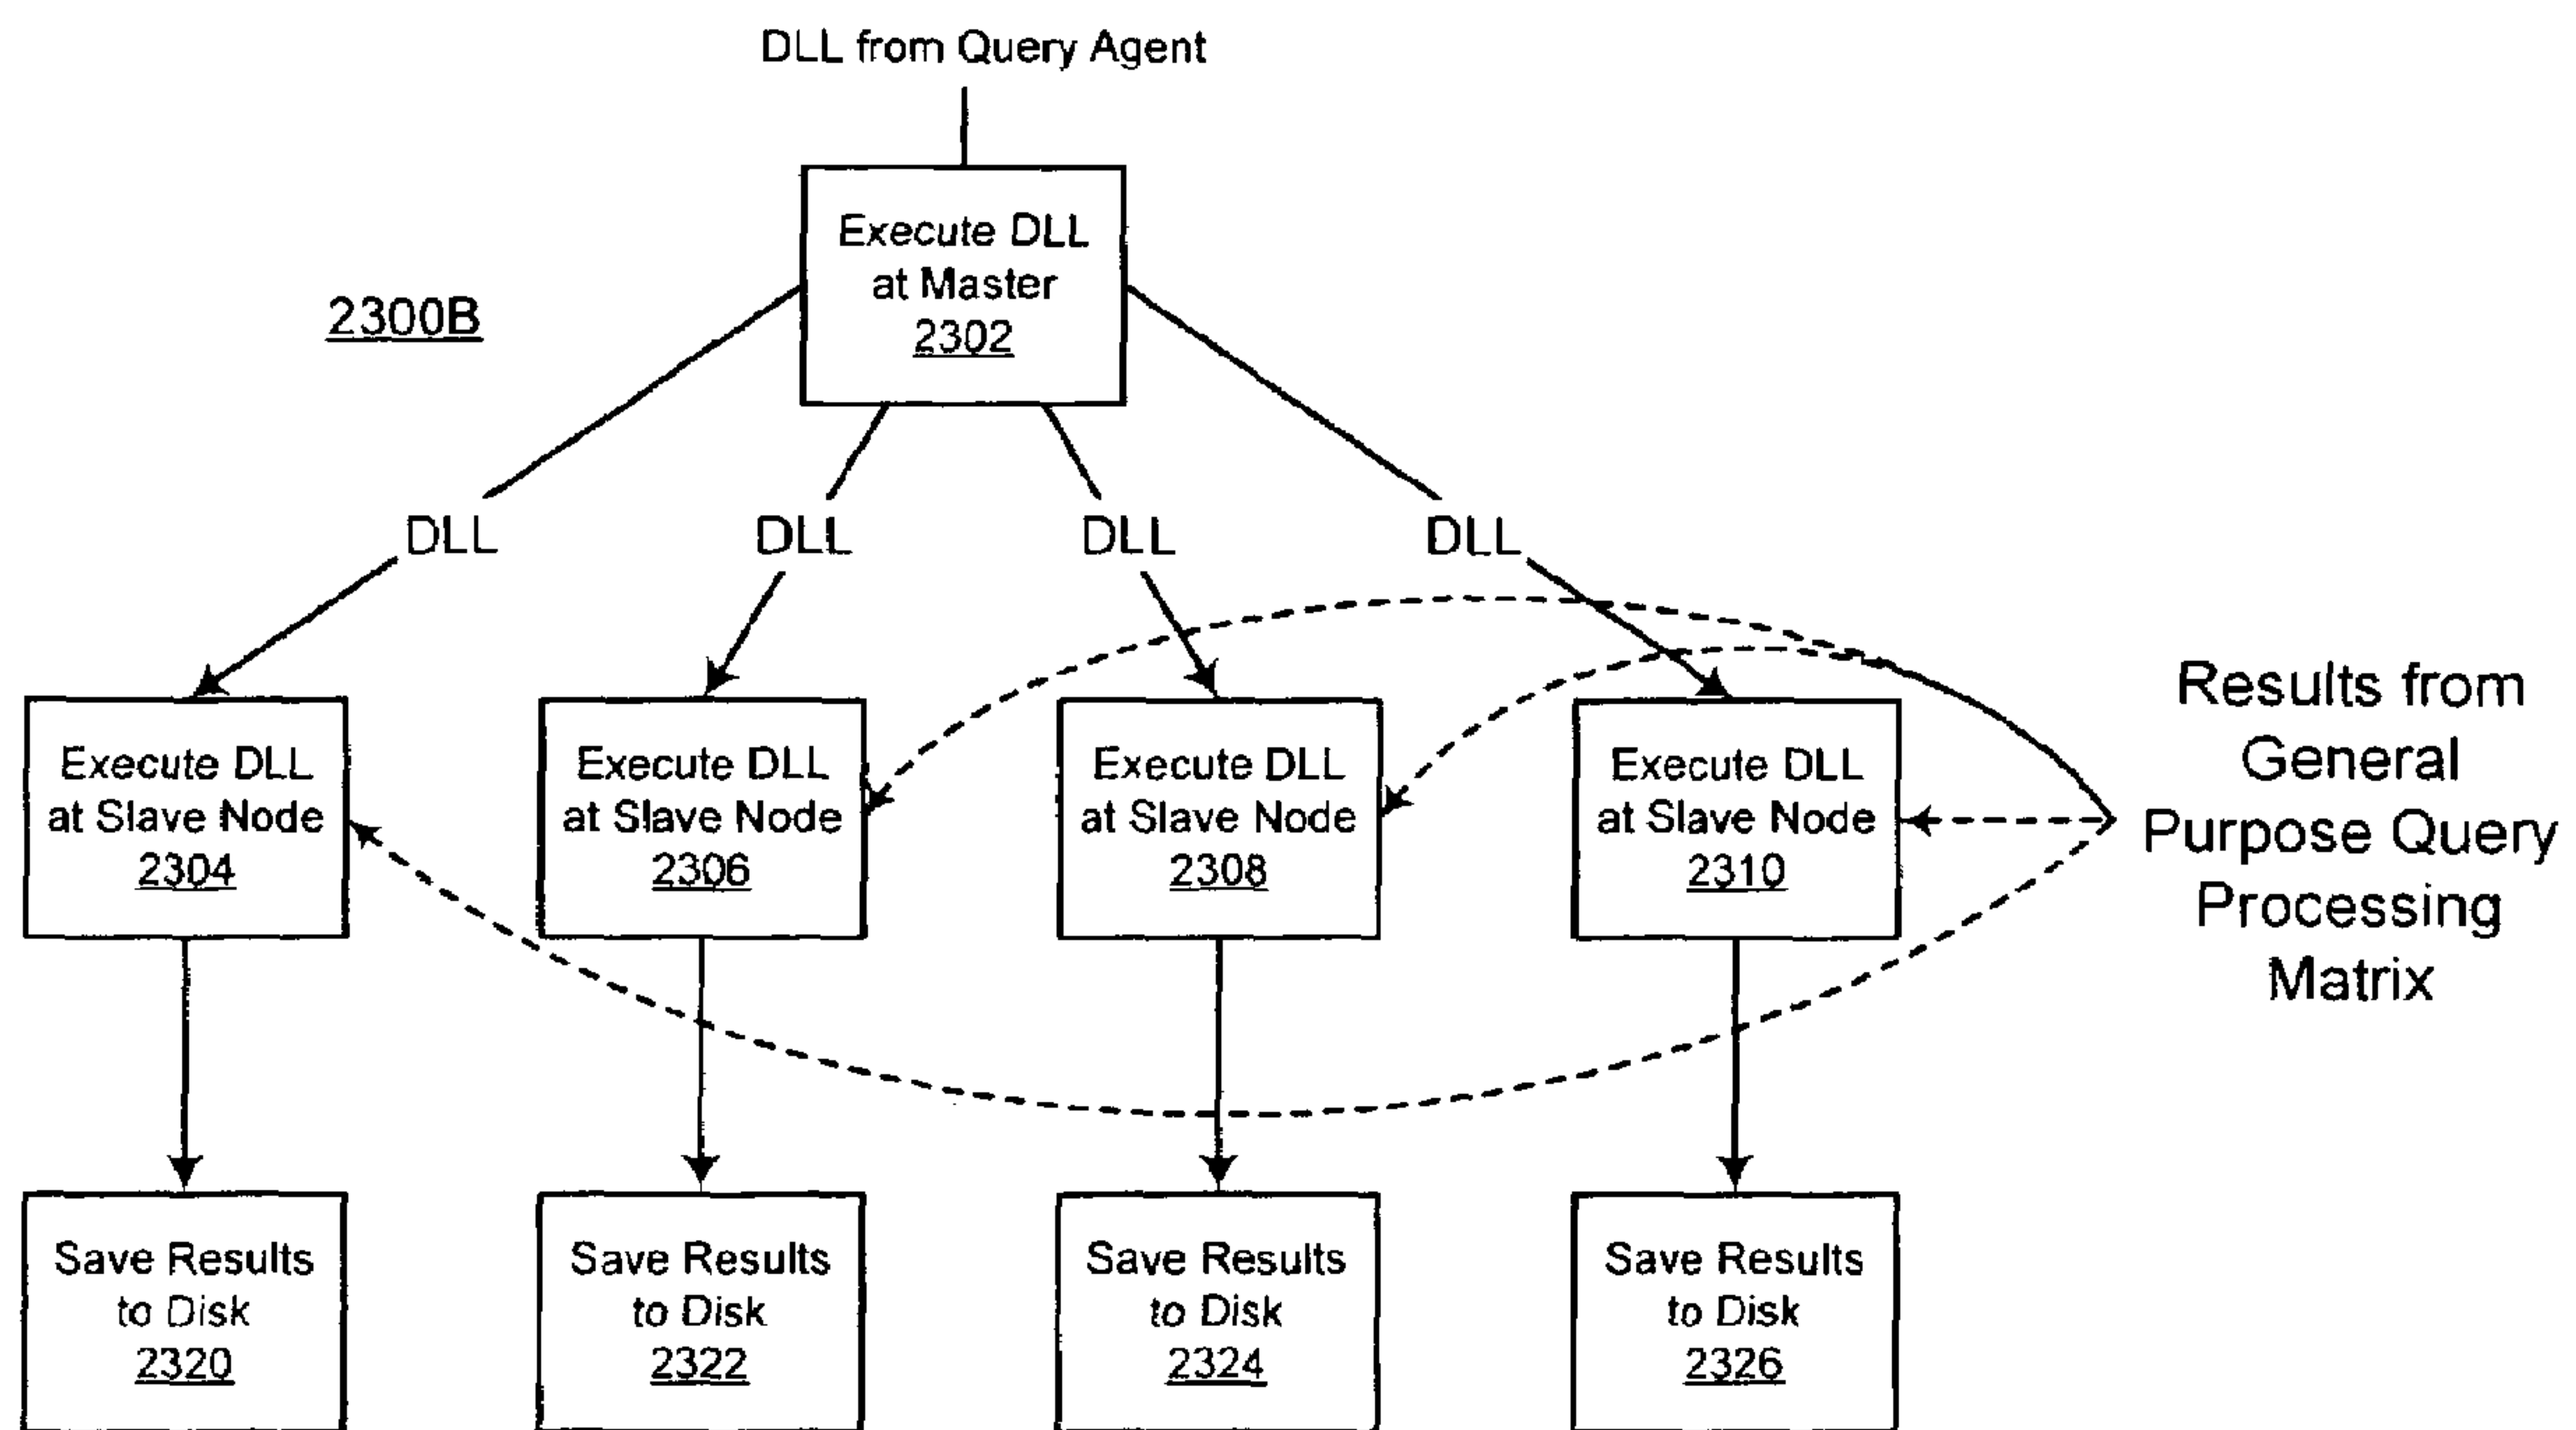 DLL from Query Agent
Execute DLL
at Master
2302
2300B
DLL
DLL
DLL
DLL
Execute DLL
at Slave Node
2304
Execute DLL
at Slave Node
2306
Execute DLL
at Slave Node
2308
Execute DLL
at Slave Node
2310
Results from
General
Purpose Query
Processing
Matrix
Save Results
to Disk
2320
Save Results
to Disk
2322
Save Results
to Disk
2324
Save Results
to Disk
2326